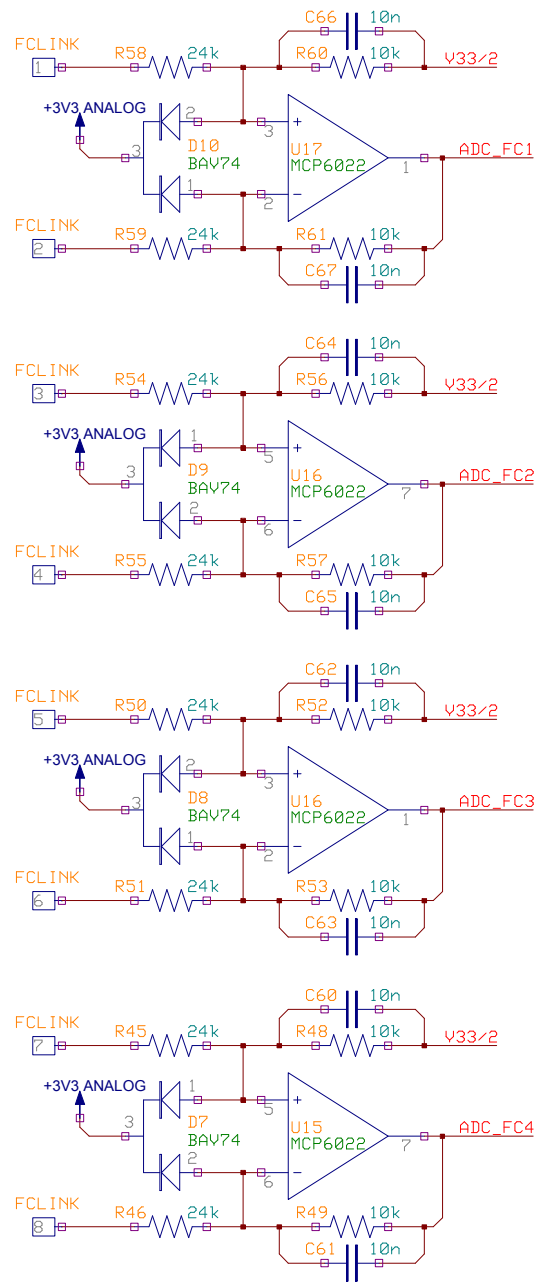 C66 10n
FCLINK R58 24k R60 10k V33/2
1
+3V3 ANALOG 2 3 + U17
3 D10 MCP6022 1 ADC_FC1
BAV74
1 2 -
FCLINK R59 24k R61 10k
2
C67 10n
C64 10n
FCLINK R54 24k R56 10k V33/2
3
+3V3 ANALOG 1 5 + U16
3 D9 MCP6022 7 ADC_FC2
BAV74
2 6 -
FCLINK R55 24k R57 10k
4
C65 10n
C62 10n
FCLINK R50 24k R52 10k V33/2
5
+3V3 ANALOG 2 3 + U16
3 D8 MCP6022 1 ADC_FC3
BAV74
1 2 -
FCLINK R51 24k R53 10k
6
C63 10n
C60 10n
FCLINK R45 24k R48 10k V33/2
7
+3V3 ANALOG 1 5 + U15
3 D7 MCP6022 7 ADC_FC4
BAV74
2 6 -
FCLINK R46 24k R49 10k
8
C61 10n